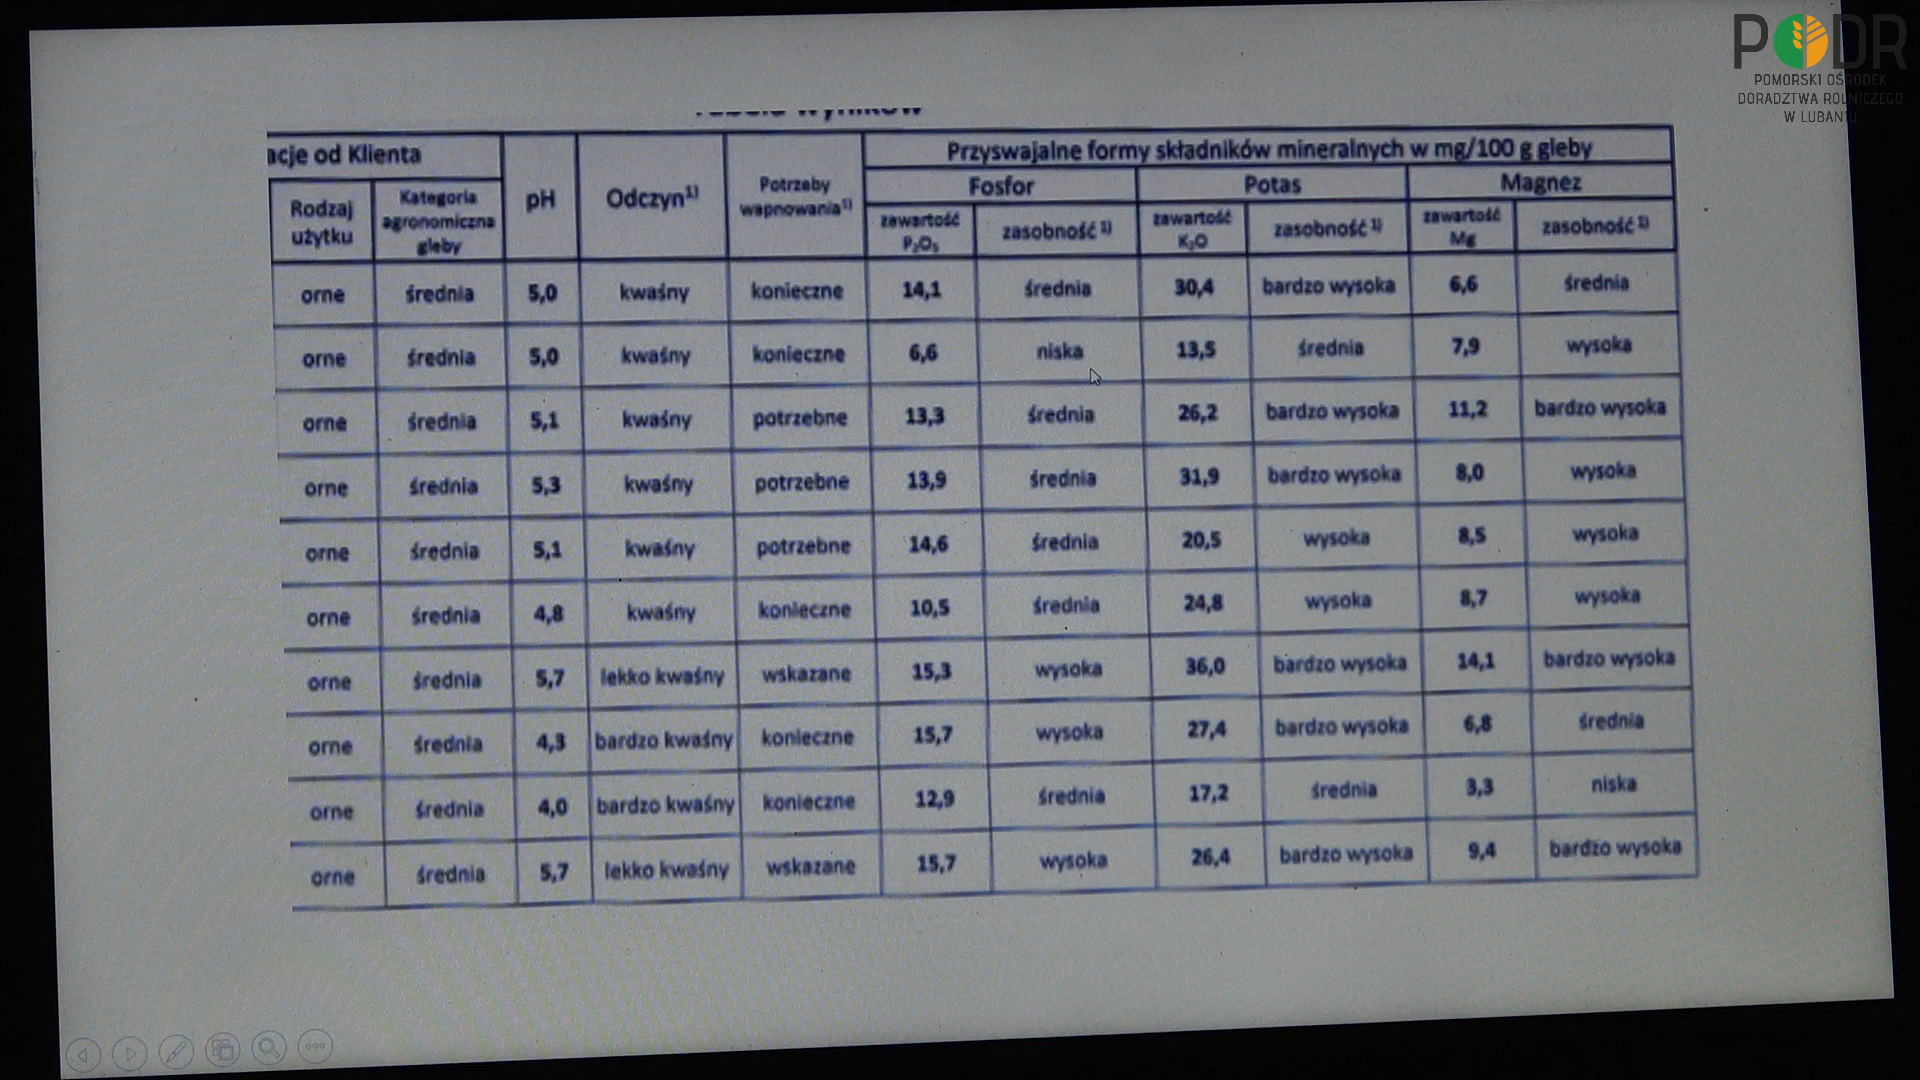 PODR
POMORSKI OŚRODEK
DORADZTWA ROLNICZEGO
W LUBANIU
Tabela wyników
acje od Klienta
Rodzaj użytku
Kategoria agronomiczna gleby
pH
Odczyn¹⁾
Potrzeby wapnowania¹⁾
Przyswajalne formy składników mineralnych w mg/100 g gleby
Fosfor Potas Magnez
zawartość P₂O₅ zasobność ¹⁾ zawartość K₂O zasobność ¹⁾ zawartość Mg zasobność ¹⁾
orne średnia 5,0 kwaśny konieczne 14,1 średnia 30,4 bardzo wysoka 6,6 średnia
orne średnia 5,0 kwaśny konieczne 6,6 niska 13,5 średnia 7,9 wysoka
orne średnia 5,1 kwaśny potrzebne 13,3 średnia 26,2 bardzo wysoka 11,2 bardzo wysoka
orne średnia 5,3 kwaśny potrzebne 13,9 średnia 31,9 bardzo wysoka 8,0 wysoka
orne średnia 5,1 kwaśny potrzebne 14,6 średnia 20,5 wysoka 8,5 wysoka
orne średnia 4,8 kwaśny konieczne 10,5 średnia 24,8 wysoka 8,7 wysoka
orne średnia 5,7 lekko kwaśny wskazane 15,3 wysoka 36,0 bardzo wysoka 14,1 bardzo wysoka
orne średnia 4,3 bardzo kwaśny konieczne 15,7 wysoka 27,4 bardzo wysoka 6,8 średnia
orne średnia 4,0 bardzo kwaśny konieczne 12,9 średnia 17,2 średnia 3,3 niska
orne średnia 5,7 lekko kwaśny wskazane 15,7 wysoka 26,4 bardzo wysoka 9,4 bardzo wysoka